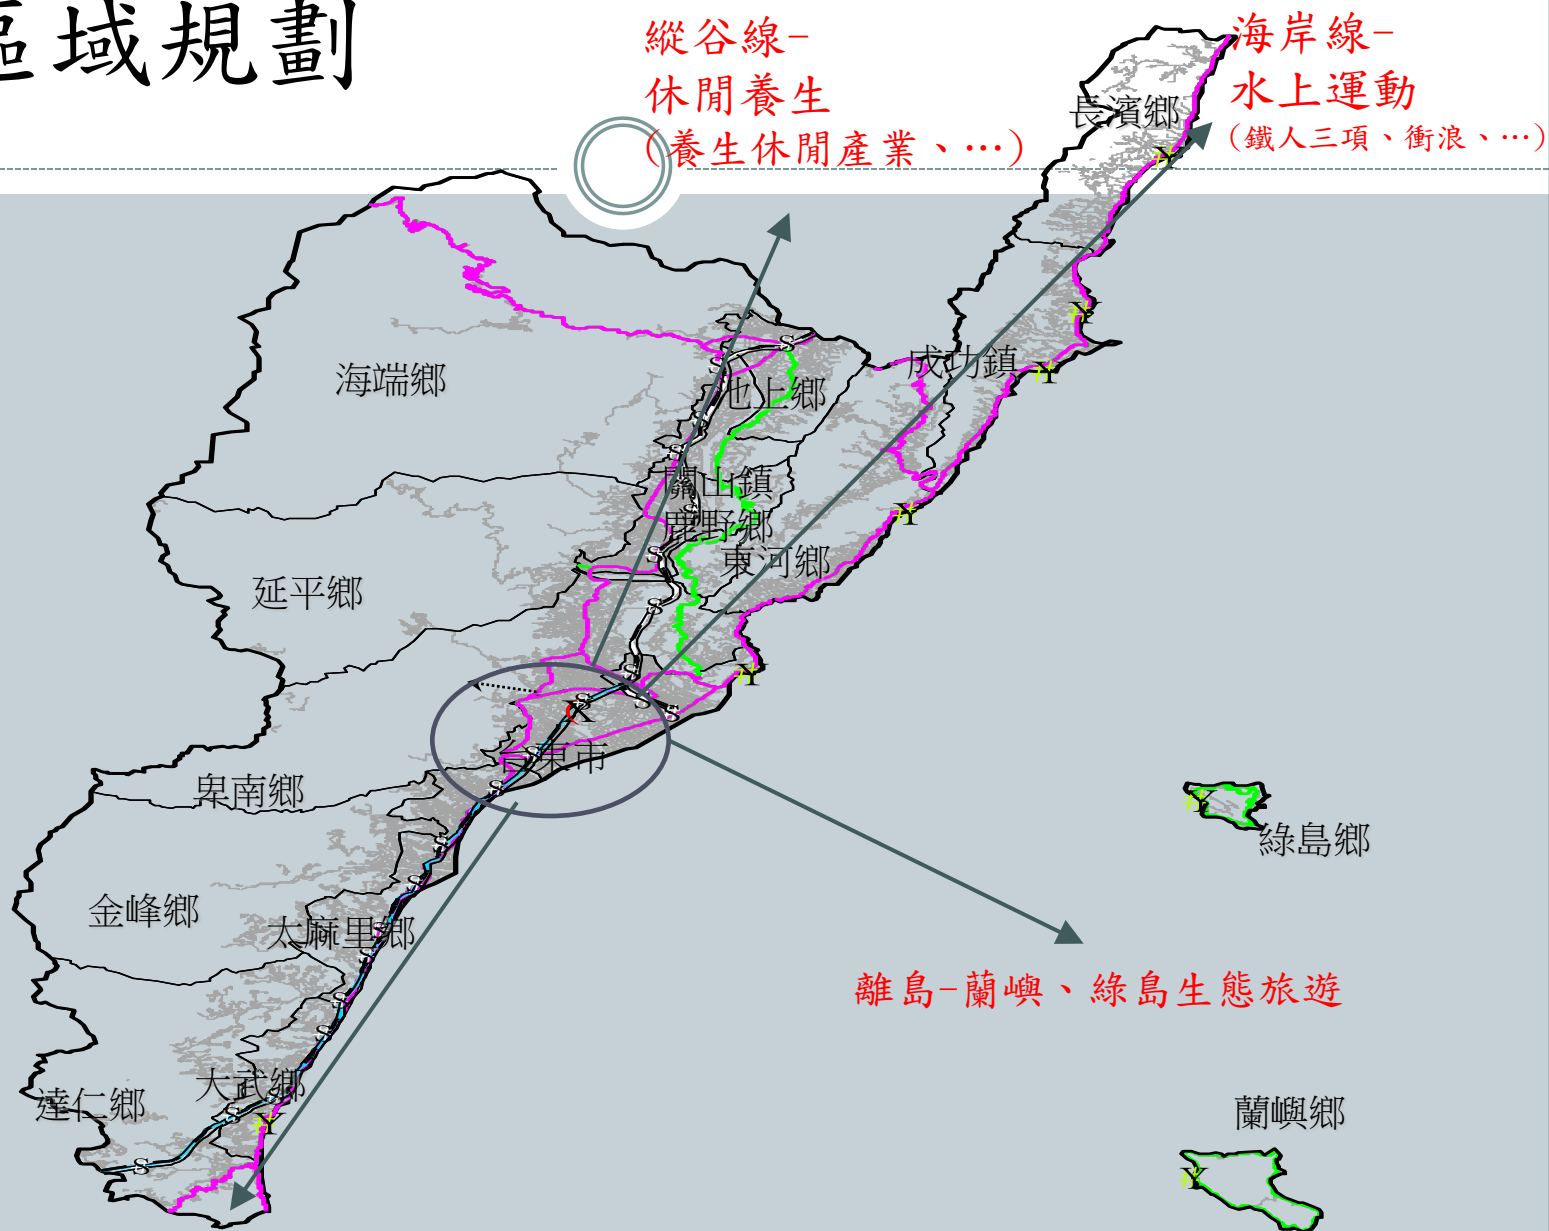 區域規劃
縱谷線-
休閒養生
(養生休閒產業、…)
海岸線-
水上運動
(鐵人三項、衝浪、…)
長濱鄉
成功鎮
海端鄉
池上鄉
關山鎮
鹿野鄉
東河鄉
延平鄉
台東市
卑南鄉
綠島鄉
金峰鄉
太麻里鄉
離島-蘭嶼、綠島生態旅遊
大武鄉
達仁鄉
蘭嶼鄉